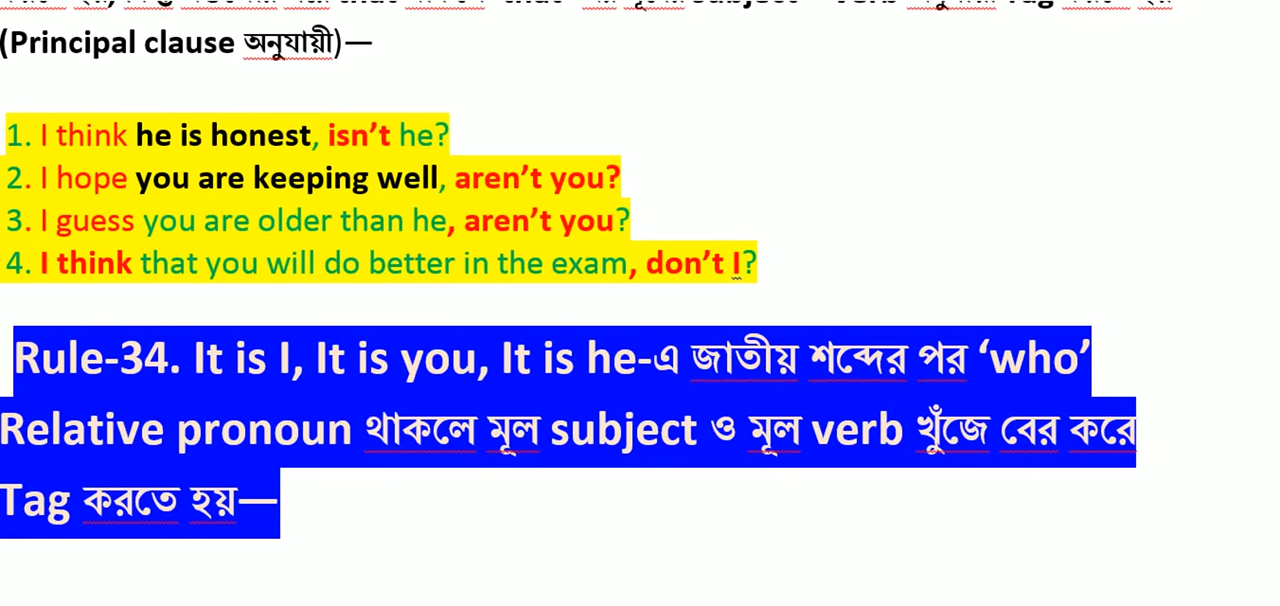 (Principal clause অনুযায়ী)—
1. I think he is honest, isn’t he?
2. I hope you are keeping well, aren’t you?
3. I guess you are older than he, aren’t you?
4. I think that you will do better in the exam, don’t I?
Rule-34. It is I, It is you, It is he-এ জাতীয় শব্দের পর ‘who’
Relative pronoun থাকলে মূল subject ও মূল verb খুঁজে বের করে
Tag করতে হয়—